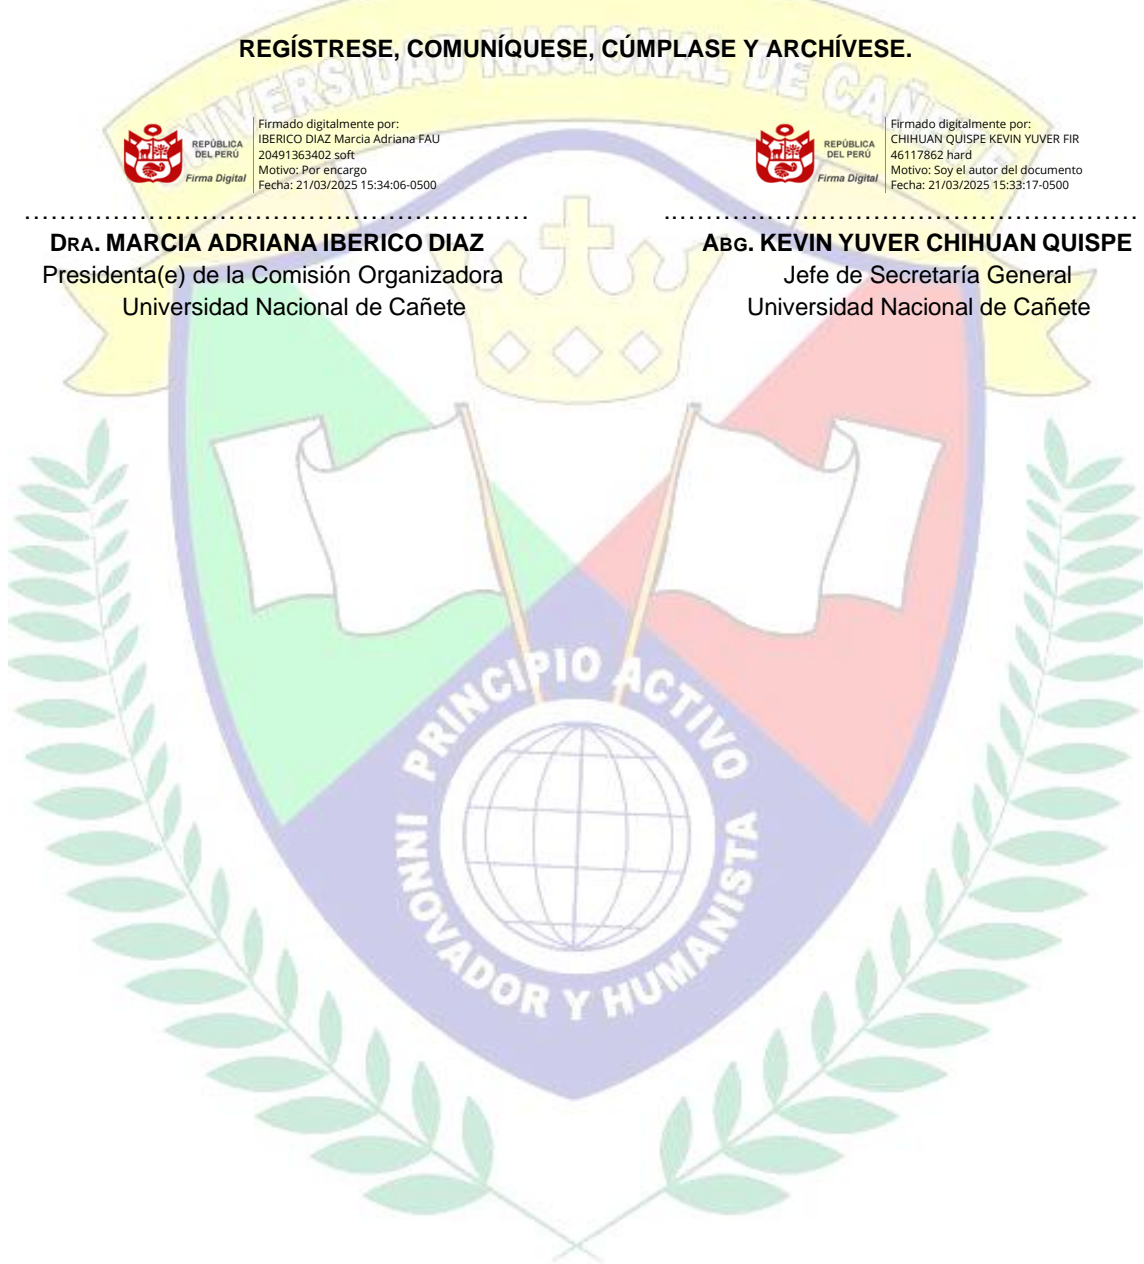 UNIVERSIDAD NACIONAL DE CAÑETE
REGÍSTRESE, COMUNÍQUESE, CÚMPLASE Y ARCHÍVESE.
REPÚBLICA
DEL PERÚ
Firma Digital
Firmado digitalmente por:
IBERICO DIAZ Marcia Adriana FAU
20491363402 soft
Motivo: Por encargo
Fecha: 21/03/2025 15:34:06-0500
REPÚBLICA
DEL PERÚ
Firma Digital
Firmado digitalmente por:
CHIHUAN QUISPE KEVIN YUVER FIR
46117862 hard
Motivo: Soy el autor del documento
Fecha: 21/03/2025 15:33:17-0500
DRA. MARCIA ADRIANA IBERICO DIAZ
Presidenta(e) de la Comisión Organizadora
Universidad Nacional de Cañete
ABG. KEVIN YUVER CHIHUAN QUISPE
Jefe de Secretaría General
Universidad Nacional de Cañete
PRINCIPIO ACTIVO
INNOVADOR Y HUMANISTA